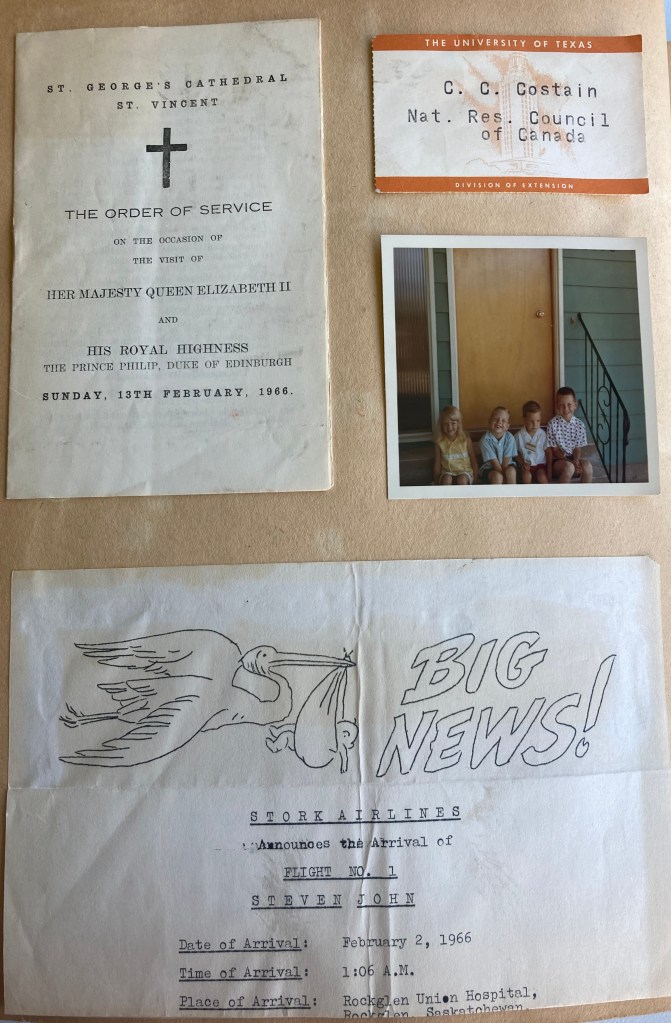 ST. GEORGE'S CATHEDRAL
ST. VINCENT
THE ORDER OF SERVICE
ON THE OCCASION OF
THE VISIT OF
HER MAJESTY QUEEN ELIZABETH II
AND
HIS ROYAL HIGHNESS
THE PRINCE PHILIP, DUKE OF EDINBURGH
SUNDAY, 13TH FEBRUARY, 1966.
THE UNIVERSITY OF TEXAS
C. C. Costain
Nat. Res. Council
of Canada
DIVISION OF EXTENSION
BIG
NEWS!
STORK AIRLINES
Announces the Arrival of
FLIGHT NO. 1
STEVEN JOHN
Date of Arrival: February 2, 1966
Time of Arrival: 1:06 A.M.
Place of Arrival: Rockglen Union Hospital,
Rockglen, Saskatchewan.